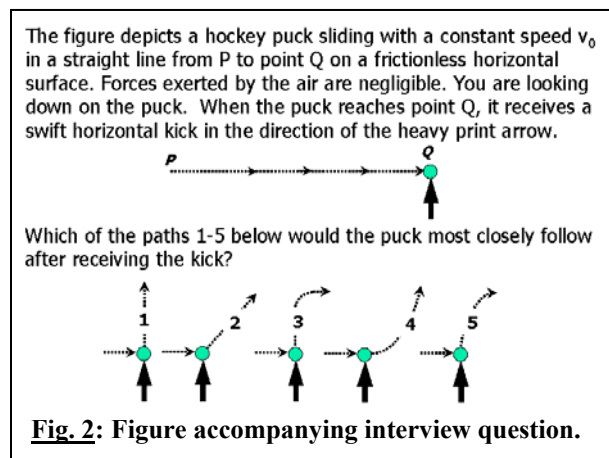 The figure depicts a hockey puck sliding with a constant speed v₀
in a straight line from P to point Q on a frictionless horizontal
surface. Forces exerted by the air are negligible. You are looking
down on the puck. When the puck reaches point Q, it receives a
swift horizontal kick in the direction of the heavy print arrow.
P Q
Which of the paths 1-5 below would the puck most closely follow
after receiving the kick?
1 2 3 4 5
Fig. 2: Figure accompanying interview question.